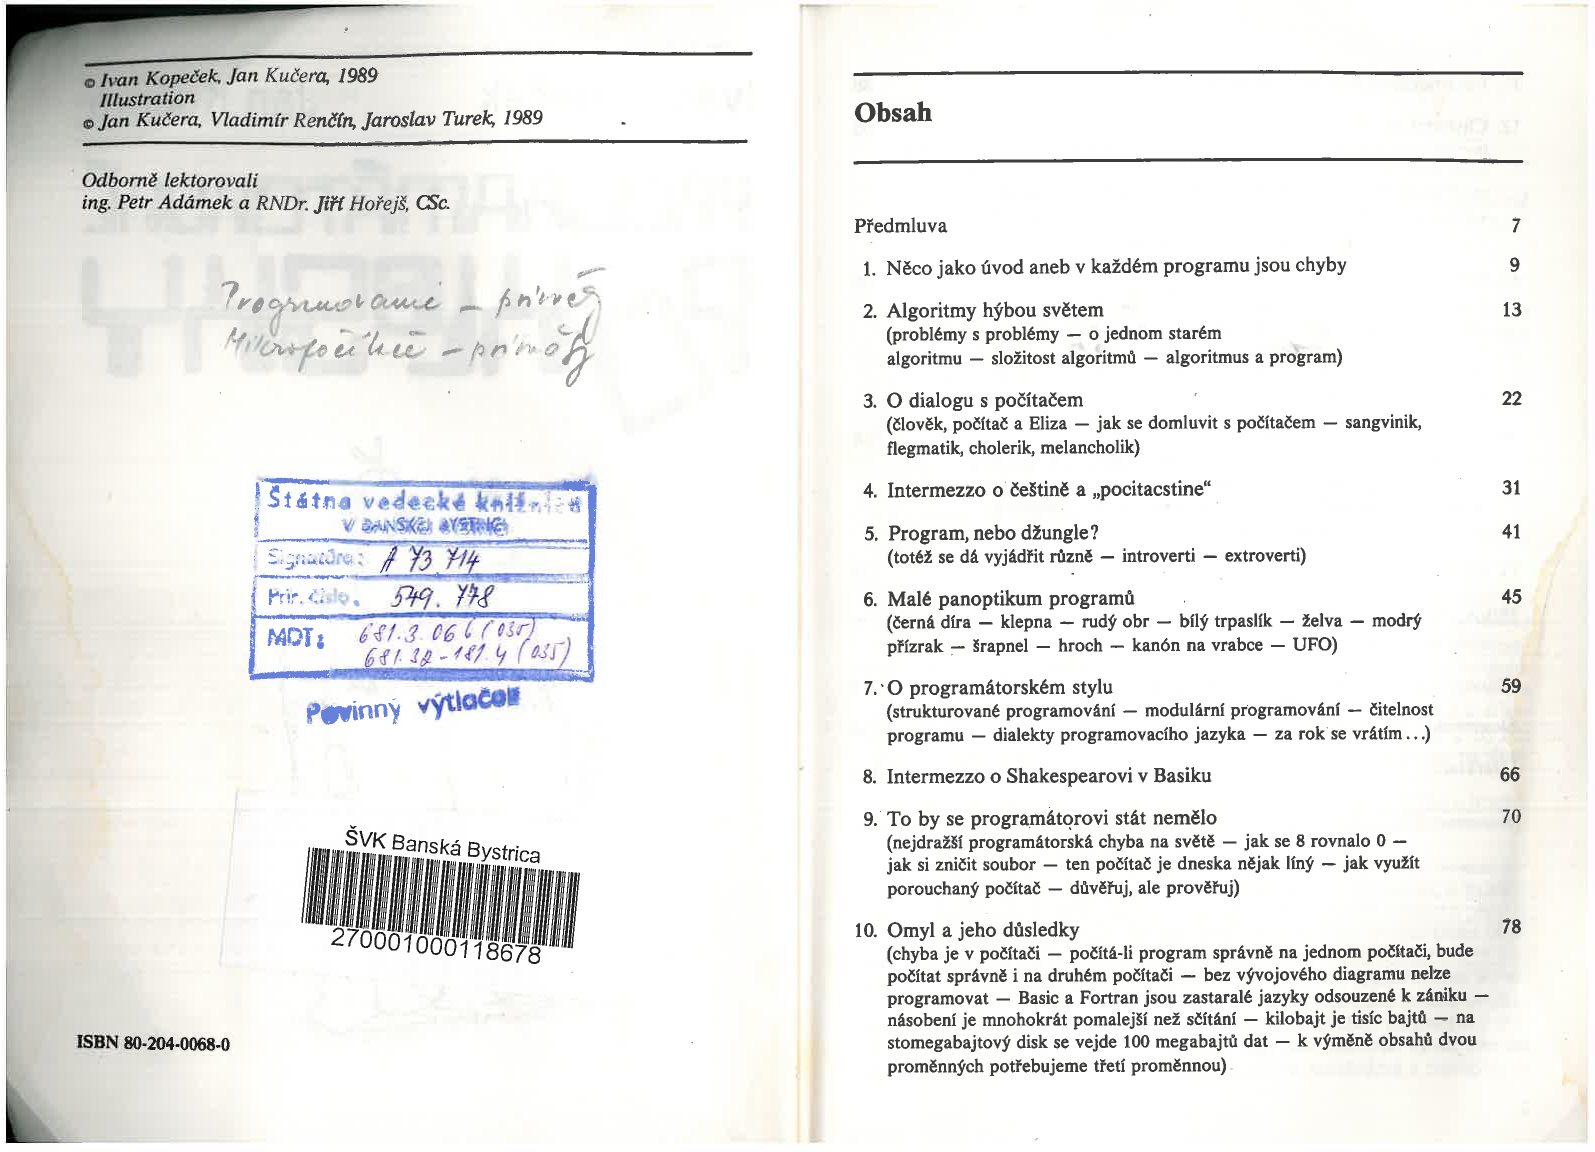 © Ivan Kopeček, Jan Kučera, 1989
Illustration
© Jan Kučera, Vladimír Renčín, Jaroslav Turek, 1989
Odborně lektorovali
ing. Petr Adámek a RNDr. Jiří Hořejš, CSc.
Programovanie –
Mikropočítače –
Štátna vedecká knižnica
V BANSKEJ BYSTRICI
Signatúra: A 73 714
Prír. číslo. 549. 778
MDT: 681.3.066 (035)
681.32-181.4 (035)
Povinný výtlačok
ŠVK Banská Bystrica
270001000118678
ISBN 80-204-0068-0
Obsah
Předmluva 7
1. Něco jako úvod aneb v každém programu jsou chyby 9
2. Algoritmy hýbou světem 13
(problémy s problémy — o jednom starém
algoritmu — složitost algoritmů — algoritmus a program)
3. O dialogu s počítačem 22
(člověk, počítač a Eliza — jak se domluvit s počítačem — sangvinik,
flegmatik, cholerik, melancholik)
4. Intermezzo o češtině a „pocitacstine“ 31
5. Program, nebo džungle? 41
(totéž se dá vyjádřit různě — introverti — extroverti)
6. Malé panoptikum programů 45
(černá díra — klepna — rudý obr — bílý trpaslík — želva — modrý
přízrak — šrapnel — hroch — kanón na vrabce — UFO)
7. O programátorském stylu 59
(strukturované programování — modulární programování — čitelnost
programu — dialekty programovacího jazyka — za rok se vrátím...)
8. Intermezzo o Shakespearovi v Basiku 66
9. To by se programátorovi stát nemělo 70
(nejdražší programátorská chyba na světě — jak se 8 rovnalo 0 —
jak si zničit soubor — ten počítač je dneska nějak líný — jak využít
porouchaný počítač — důvěřuj, ale prověřuj)
10. Omyl a jeho důsledky 78
(chyba je v počítači — počítá-li program správně na jednom počítači, bude
počítat správně i na druhém počítači — bez vývojového diagramu nelze
programovat — Basic a Fortran jsou zastaralé jazyky odsouzené k zániku —
násobení je mnohokrát pomalejší než sčítání — kilobajt je tisíc bajtů — na
stomegabajtový disk se vejde 100 megabajtů dat — k výměně obsahů dvou
proměnných potřebujeme třetí proměnnou)